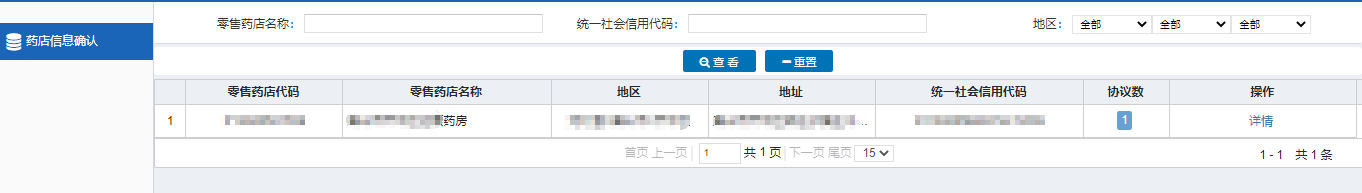 零售药店名称： 统一社会信用代码： 地区： 全部 全部 全部
药店信息确认
查 看 重置
零售药店代码 零售药店名称 地区 地址 统一社会信用代码 协议数 操作
1 药房 .. 1 详情
首页 上一页 | 1 共 1 页 | 下一页 尾页 15 1 - 1 共 1 条